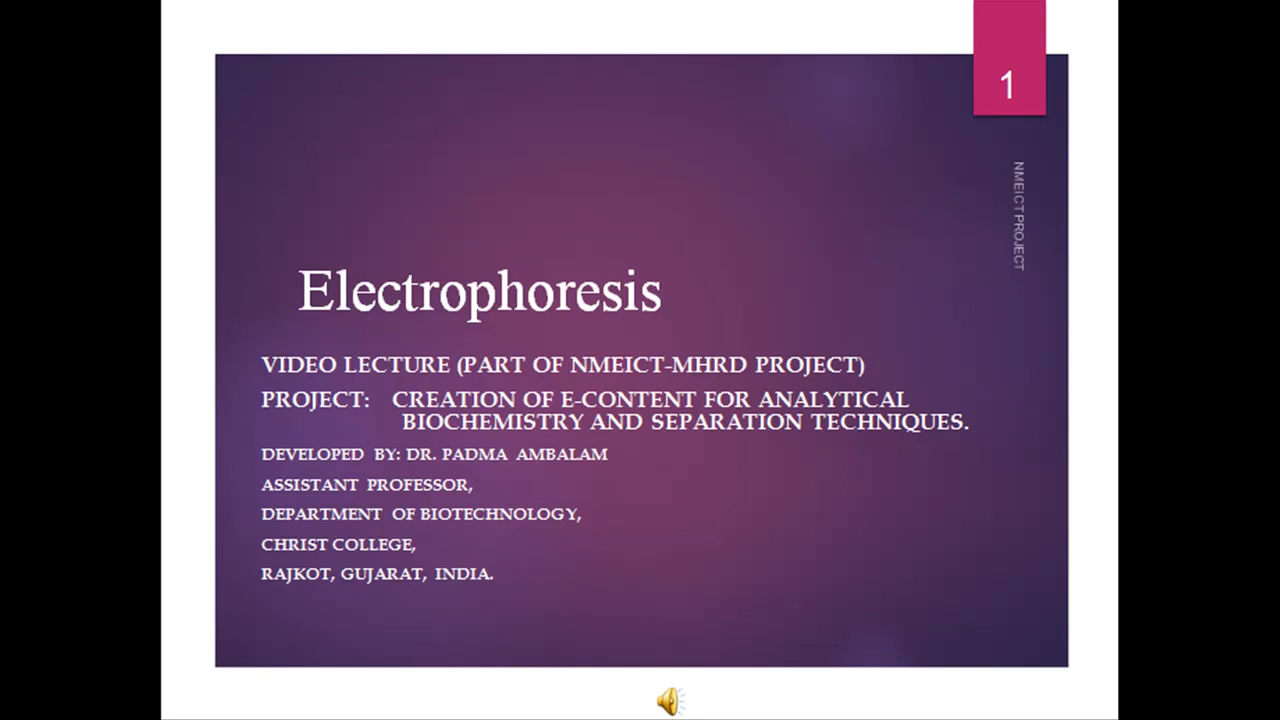 1
NMEICT PROJECT
Electrophoresis
VIDEO LECTURE (PART OF NMEICT-MHRD PROJECT)
PROJECT: CREATION OF E-CONTENT FOR ANALYTICAL
BIOCHEMISTRY AND SEPARATION TECHNIQUES.
DEVELOPED BY: DR. PADMA AMBALAM
ASSISTANT PROFESSOR,
DEPARTMENT OF BIOTECHNOLOGY,
CHRIST COLLEGE,
RAJKOT, GUJARAT, INDIA.